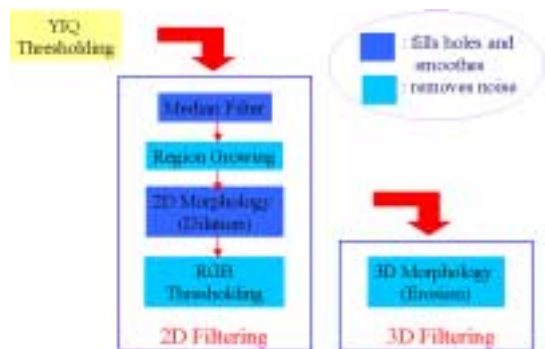 YIQ
Thresholding
: fills holes and
smoothes
: removes noise
Median Filter
Region Growing
2D Morphology
(Dilation)
RGB
Thresholding
2D Filtering
3D Morphology
(Erosion)
3D Filtering